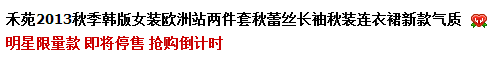 禾苑2013秋季韩版女装欧洲站两件套秋蕾丝长袖秋装连衣裙新款气质
明星限量款 即将停售 抢购倒计时